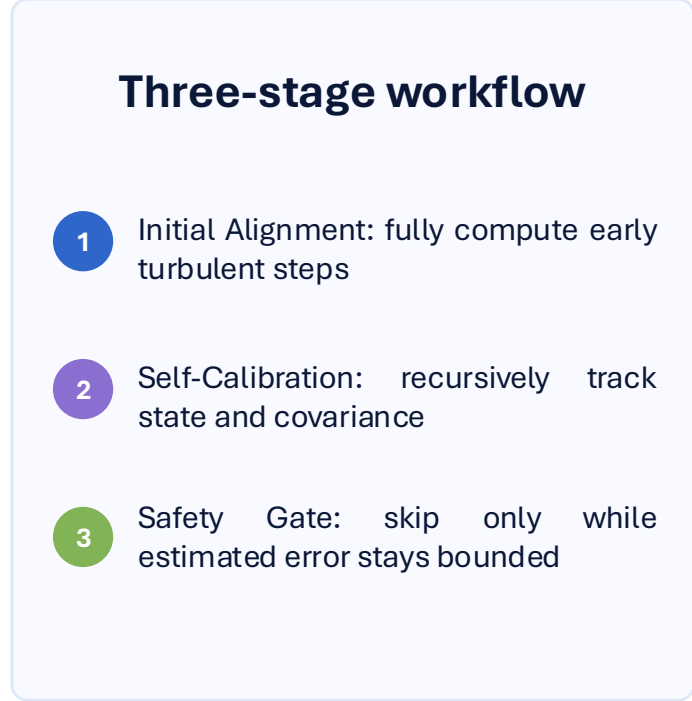 Three-stage workflow
1
Initial Alignment: fully compute early
turbulent steps
2
Self-Calibration: recursively track
state and covariance
3
Safety Gate: skip only while
estimated error stays bounded